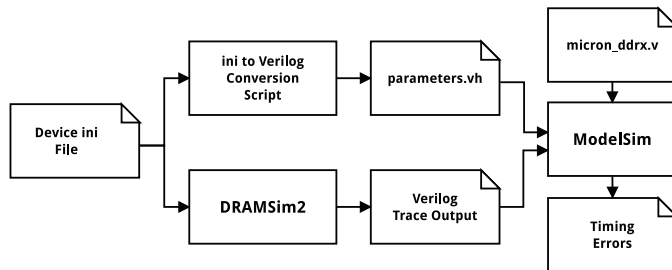 ini to Verilog
Conversion
Script
parameters.vh
micron_ddrx.v
Device ini
File
ModelSim
DRAMSim2
Verilog
Trace Output
Timing
Errors